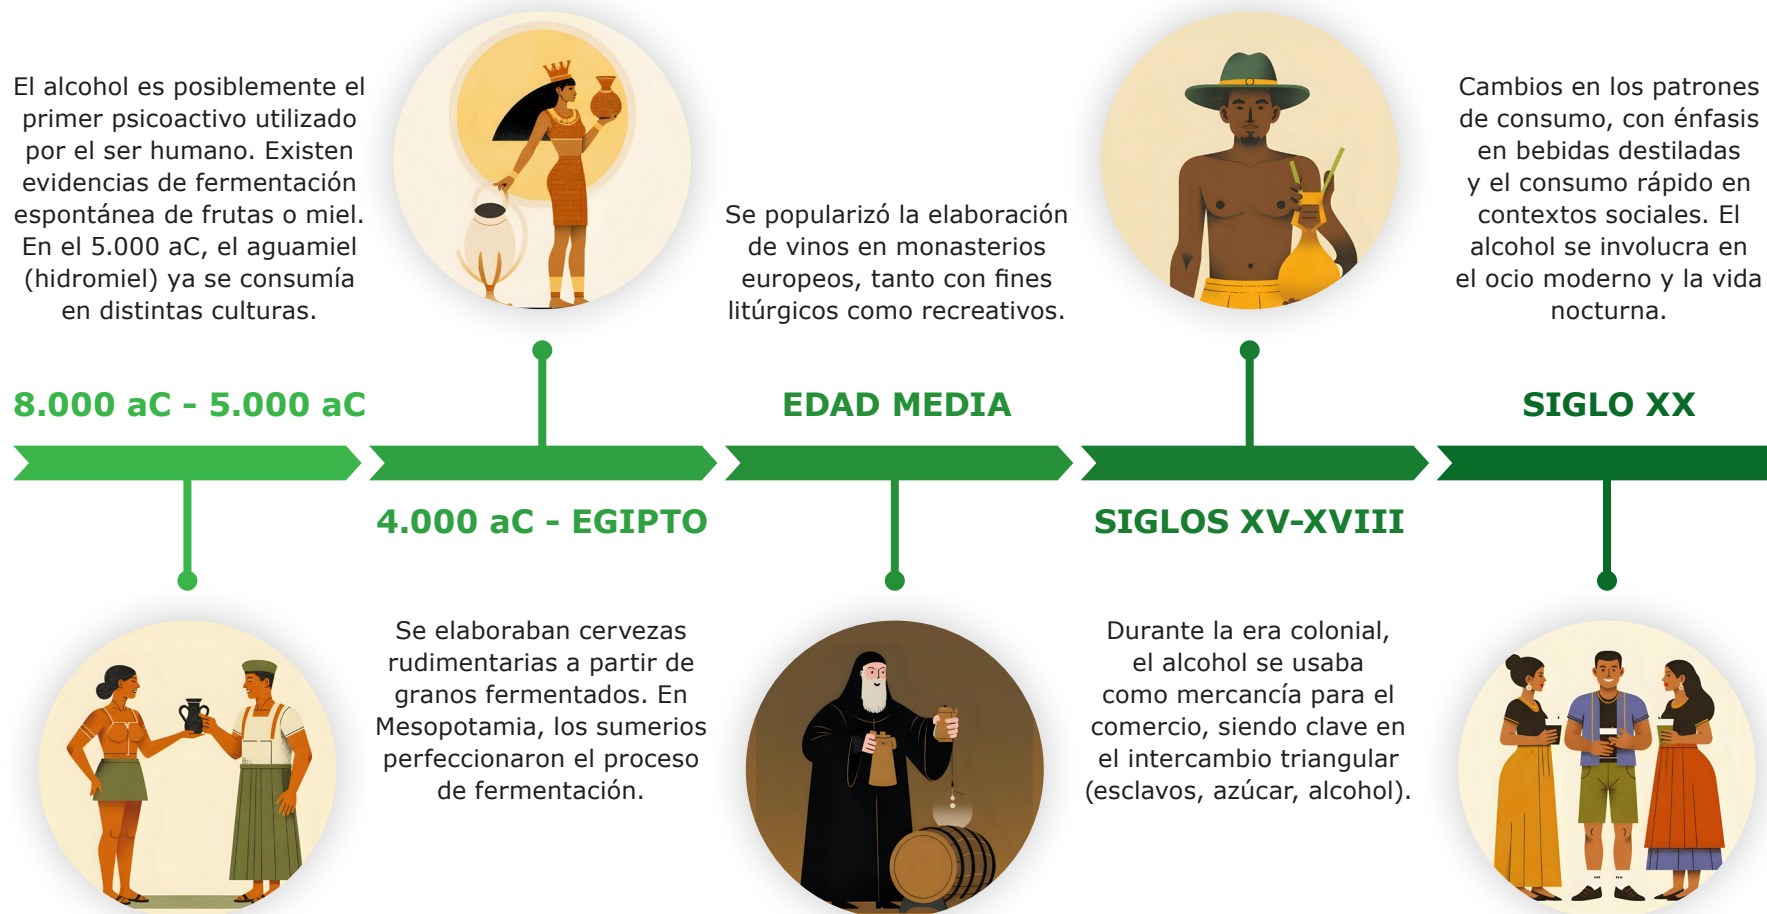 El alcohol es posiblemente el
primer psicoactivo utilizado
por el ser humano. Existen
evidencias de fermentación
espontánea de frutas o miel.
En el 5.000 aC, el aguamiel
(hidromiel) ya se consumía
en distintas culturas.
8.000 aC - 5.000 aC
4.000 aC - EGIPTO
Se elaboraban cervezas
rudimentarias a partir de
granos fermentados. En
Mesopotamia, los sumerios
perfeccionaron el proceso
de fermentación.
Se popularizó la elaboración
de vinos en monasterios
europeos, tanto con fines
litúrgicos como recreativos.
EDAD MEDIA
SIGLOS XV-XVIII
Durante la era colonial,
el alcohol se usaba
como mercancía para el
comercio, siendo clave en
el intercambio triangular
(esclavos, azúcar, alcohol).
Cambios en los patrones
de consumo, con énfasis
en bebidas destiladas
y el consumo rápido en
contextos sociales. El
alcohol se involucra en
el ocio moderno y la vida
nocturna.
SIGLO XX